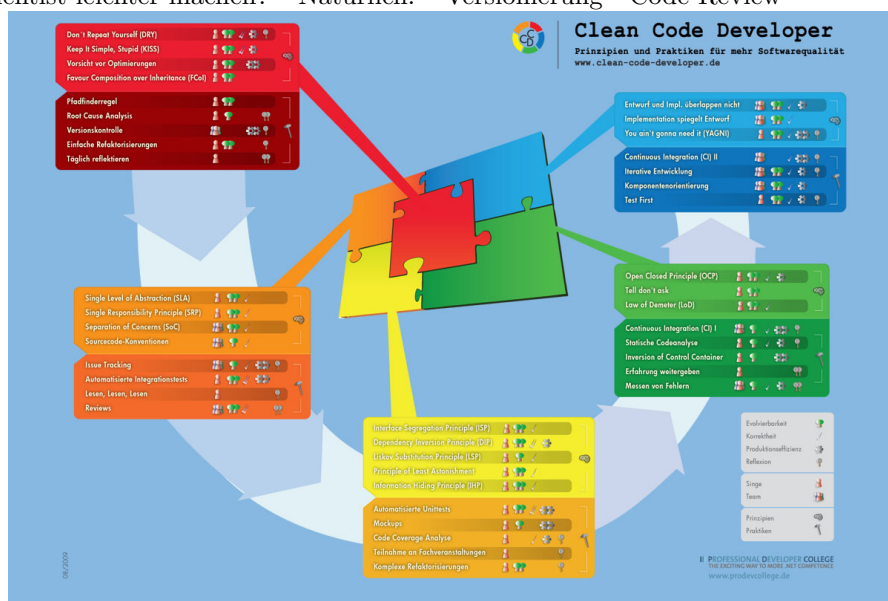 Clean Code Developer
Prinzipien und Praktiken für mehr Softwarequalität
www.clean-code-developer.de
Don't Repeat Yourself (DRY)
Keep It Simple, Stupid (KISS)
Vorsicht vor Optimierungen
Favour Composition over Inheritance (FCoI)
Pfadfinderregel
Root Cause Analysis
Versionskontrolle
Einfache Refaktorisierungen
Täglich reflektieren
Single Level of Abstraction (SLA)
Single Responsibility Principle (SRP)
Separation of Concerns (SoC)
Sourcecode-Konventionen
Issue Tracking
Automatisierte Integrationstests
Lesen, Lesen, Lesen
Reviews
Interface Segregation Principle (ISP)
Dependency Inversion Principle (DIP)
Liskov Substitution Principle (LSP)
Principle of Least Astonishment
Information Hiding Principle (IHP)
Automatisierte Unittests
Mockups
Code Coverage Analyse
Teilnahme an Fachveranstaltungen
Komplexe Refaktorisierungen
Open Closed Principle (OCP)
Tell don't ask
Law of Demeter (LoD)
Continuous Integration (CI) I
Statische Codeanalyse
Inversion of Control Container
Erfahrung weitergeben
Messen von Fehlern
Entwurf und Impl. überlappen nicht
Implementation spiegelt Entwurf
You ain't gonna need it (YAGNI)
Continuous Integration (CI) II
Iterative Entwicklung
Komponentenorientierung
Test First
Evolvierbarkeit
Korrektheit
Produktionseffizienz
Reflexion
Singe
Team
Prinzipien
Praktiken
PROFESSIONAL DEVELOPER COLLEGE
THE EXCITING WAY TO MORE .NET COMPETENCE
www.prodevcollege.de
08/2009